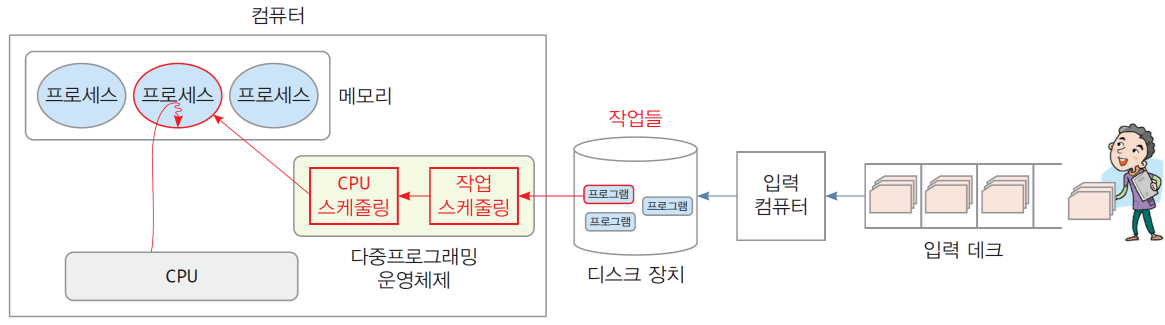 컴퓨터
프로세스
프로세스
프로세스
메모리
CPU
스케줄링
작업
스케줄링
다중프로그래밍
운영체제
CPU
작업들
프로그램
프로그램
프로그램
디스크 장치
입력
컴퓨터
입력 데크